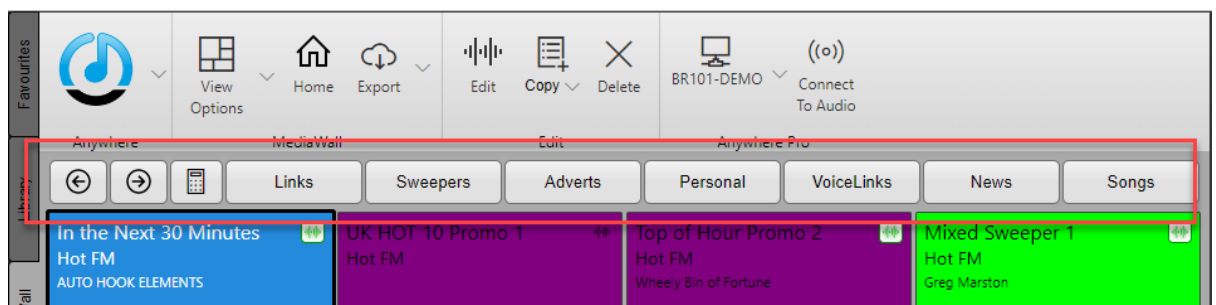 Favourites
View
Options
Home
Export
Edit
Copy
Delete
BR101-DEMO
Connect
To Audio
Anywhere
MediaWall
Edit
Anywhere Pro
Library
Links
Sweepers
Adverts
Personal
VoiceLinks
News
Songs
In the Next 30 Minutes
Hot FM
AUTO HOOK ELEMENTS
UK HOT 10 Promo 1
Hot FM
Top of Hour Promo 2
Hot FM
Wheely Bin of Fortune
Mixed Sweeper 1
Hot FM
Greg Marston